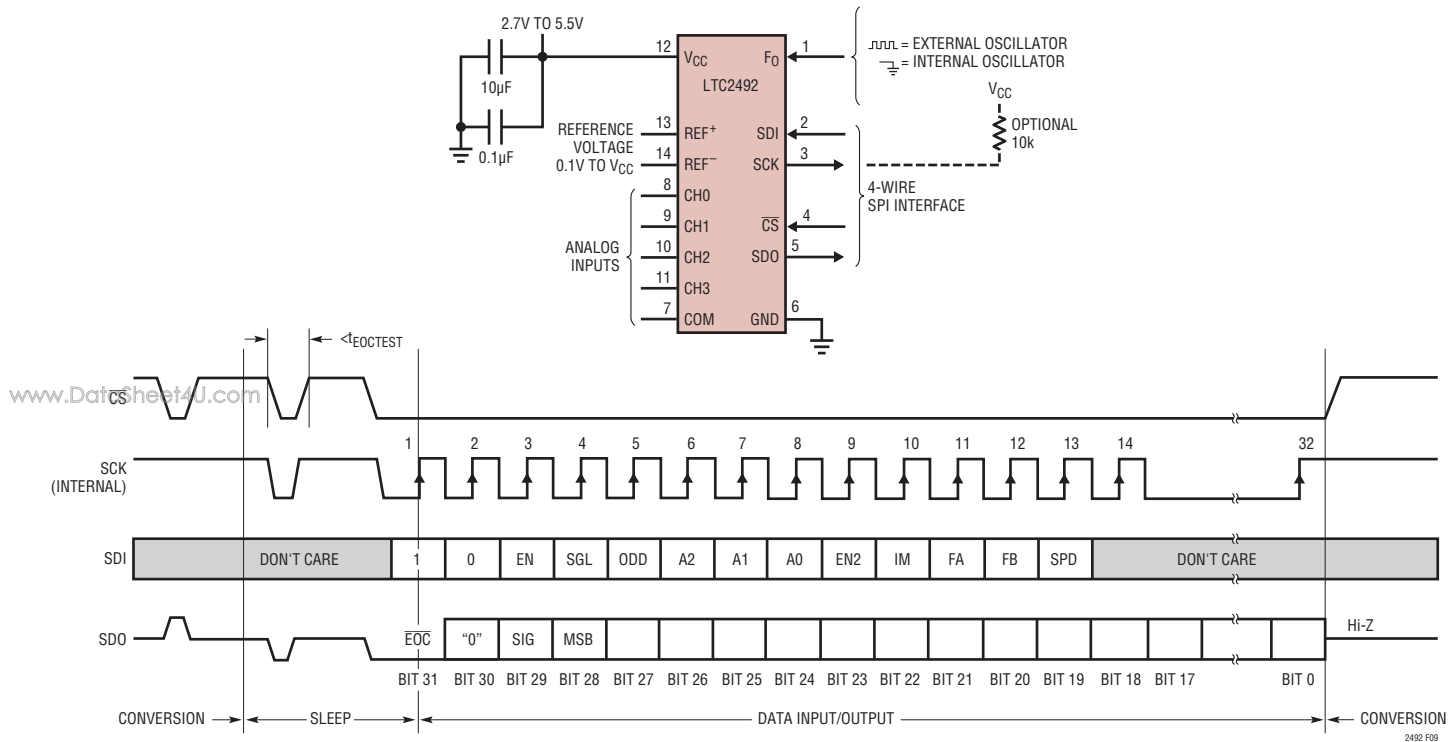 2.7V TO 5.5V
10µF
0.1µF
12
VCC
FO
1
LTC2492
= EXTERNAL OSCILLATOR
= INTERNAL OSCILLATOR
VCC
OPTIONAL
10k
REFERENCE
VOLTAGE
0.1V TO VCC
13
REF+
SDI
2
14
REF–
SCK
3
4-WIRE
SPI INTERFACE
ANALOG
INPUTS
8
CH0
9
CH1
CS
4
10
CH2
SDO
5
11
CH3
7
COM
GND
6
<tEOCTEST
www.DataSheet4U.com
CS
1 2 3 4 5 6 7 8 9 10 11 12 13 14 32
SCK
(INTERNAL)
SDI DON'T CARE 1 0 EN SGL ODD A2 A1 A0 EN2 IM FA FB SPD DON'T CARE
SDO EOC “0” SIG MSB Hi-Z
BIT 31 BIT 30 BIT 29 BIT 28 BIT 27 BIT 26 BIT 25 BIT 24 BIT 23 BIT 22 BIT 21 BIT 20 BIT 19 BIT 18 BIT 17 BIT 0
CONVERSION SLEEP DATA INPUT/OUTPUT CONVERSION
2492 F09